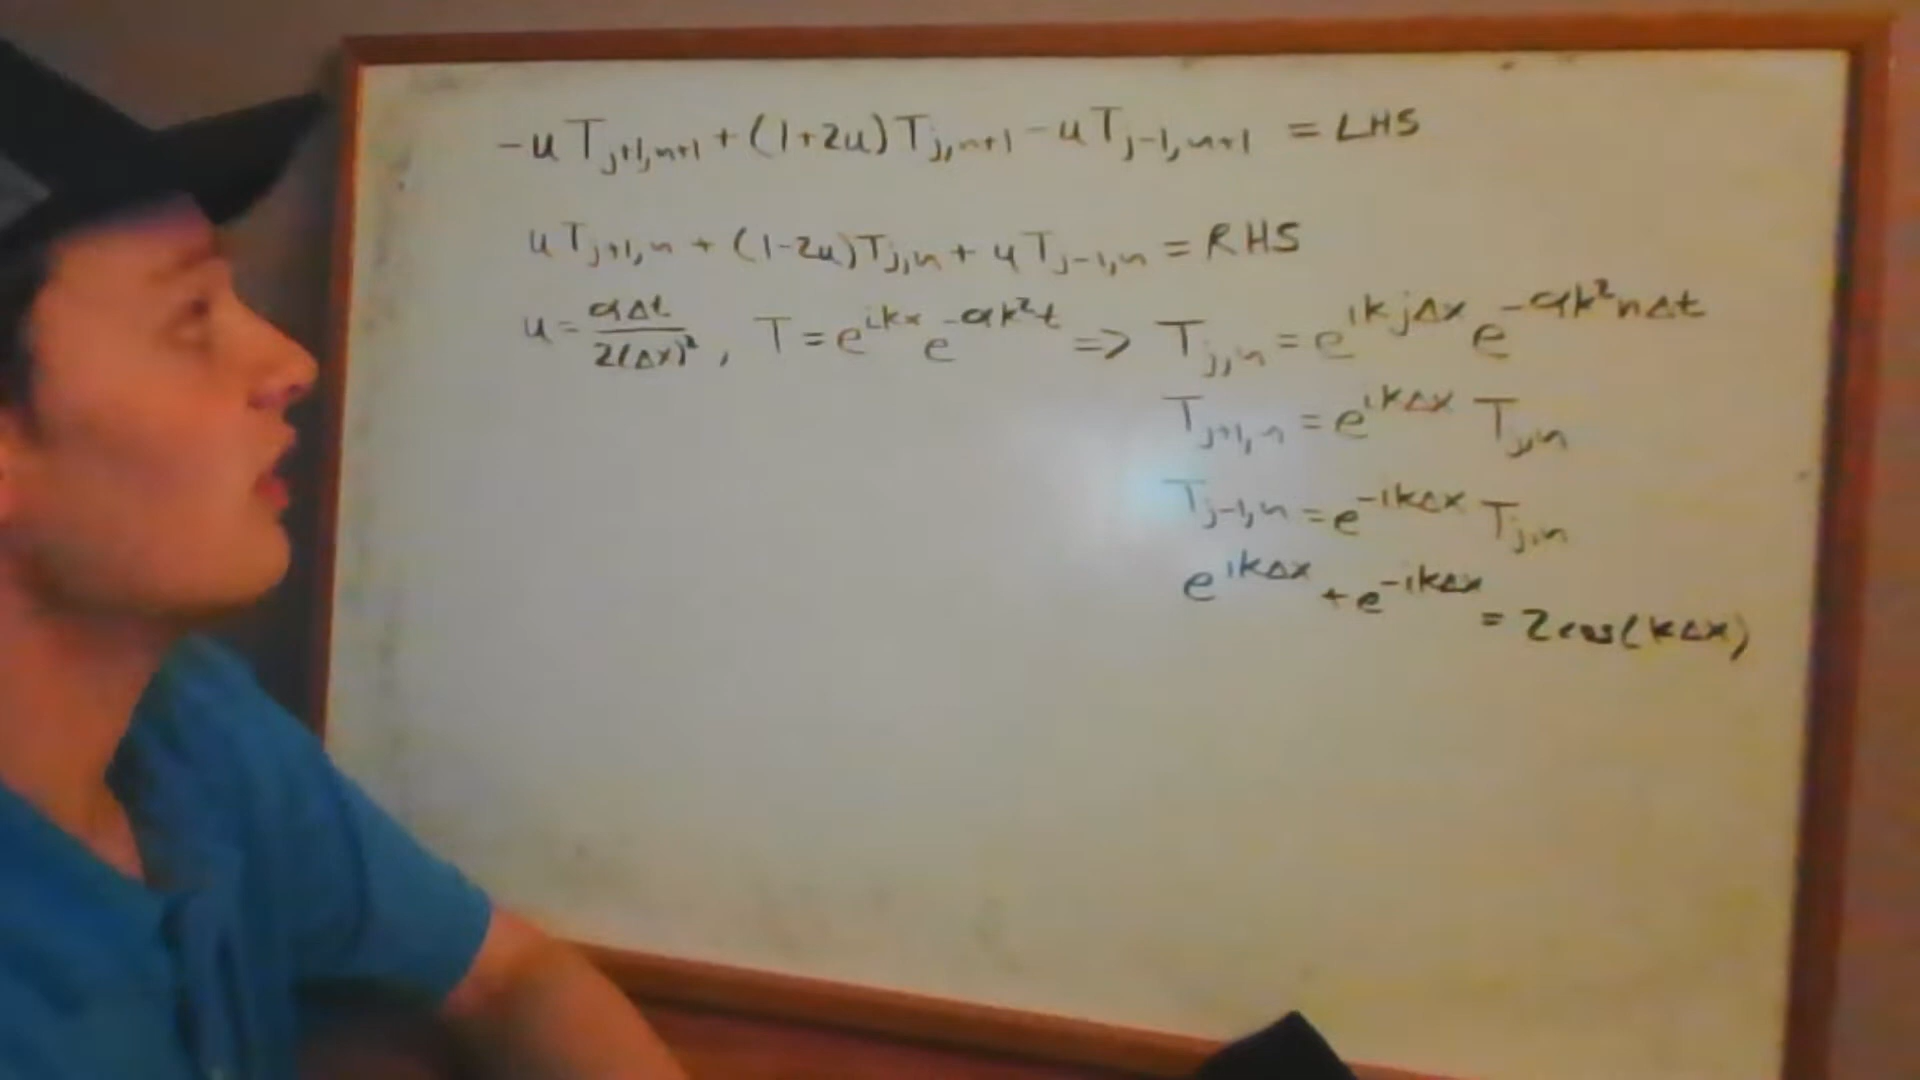 -u T_{j+1,n+1} + (1+2u) T_{j,n+1} - u T_{j-1,n+1} = LHS
u T_{j+1,n} + (1-2u) T_{j,n} + u T_{j-1,n} = RHS
u = αΔt / 2(Δx)², T = e^{ikx} e^{-αk²t} ⇒ T_{j,n} = e^{ikjΔx} e^{-αk²nΔt}
T_{j+1,n} = e^{ikΔx} T_{j,n}
T_{j-1,n} = e^{-ikΔx} T_{j,n}
e^{ikΔx} + e^{-ikΔx} = 2cos(kΔx)